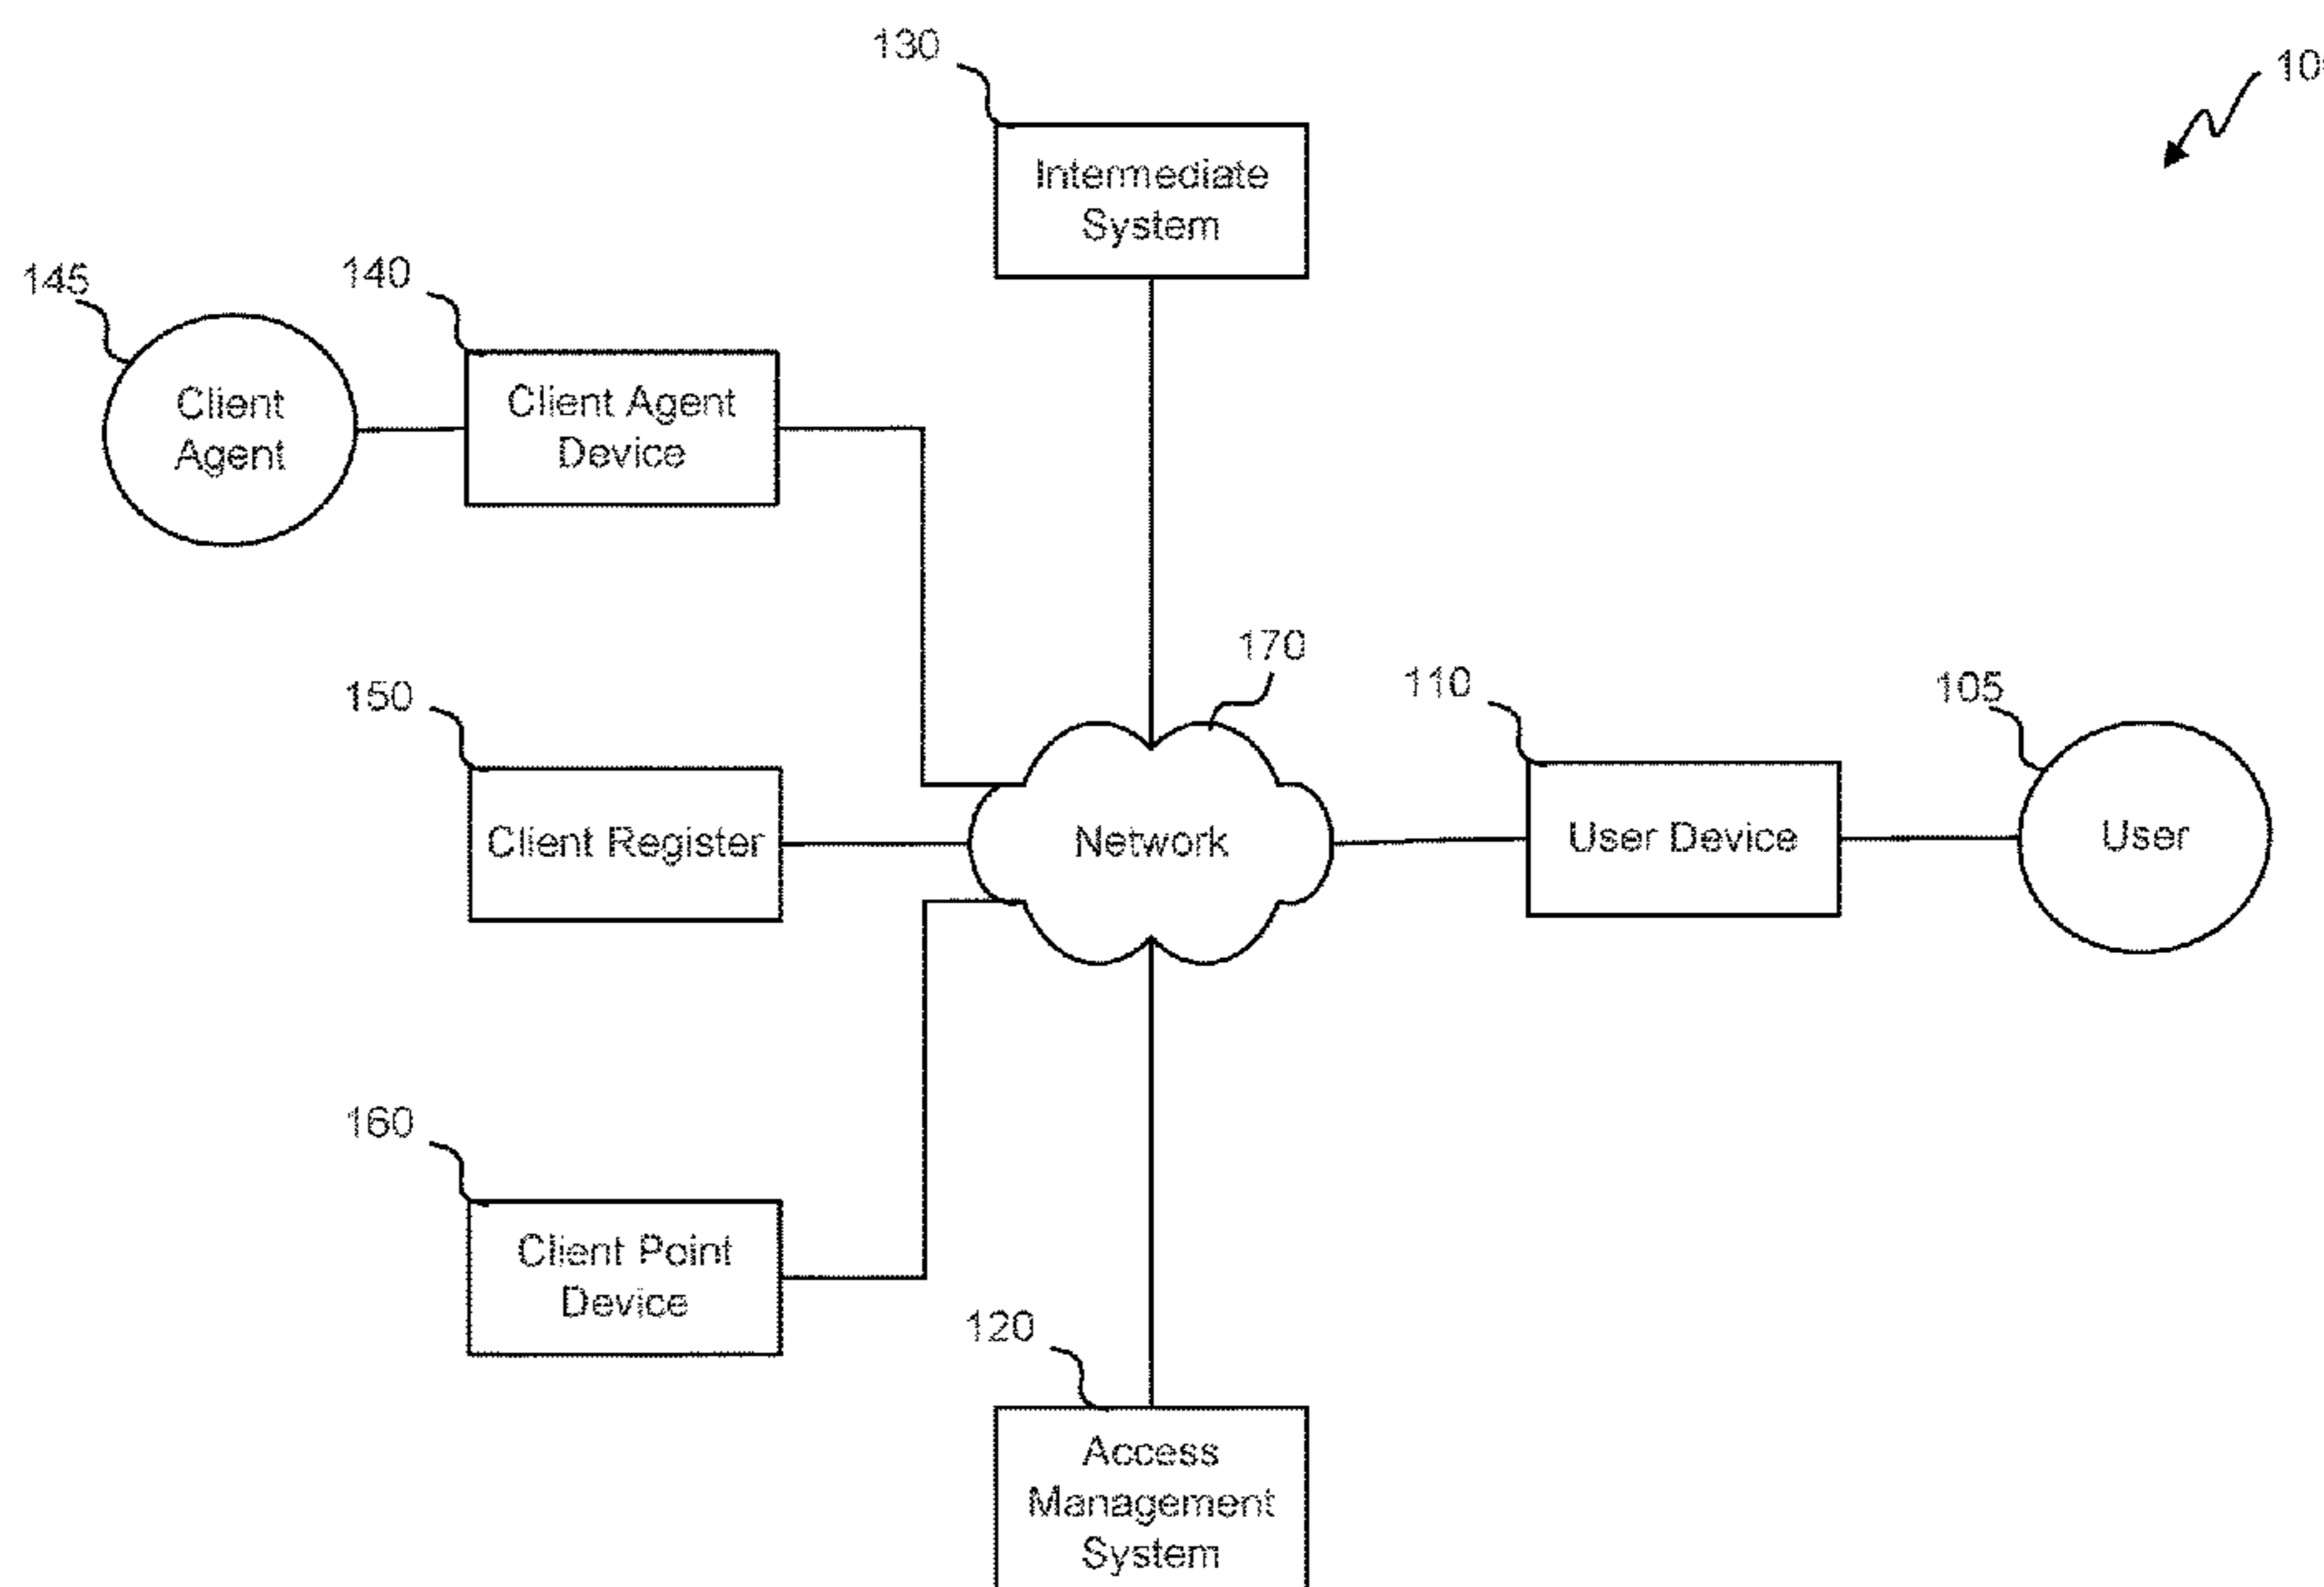 130
10
Intermediate
System
145
140
Client
Agent
Client Agent
Device
170
150
110
105
Client Register
Network
User Device
User
160
Client Point
Device
120
Access
Management
System